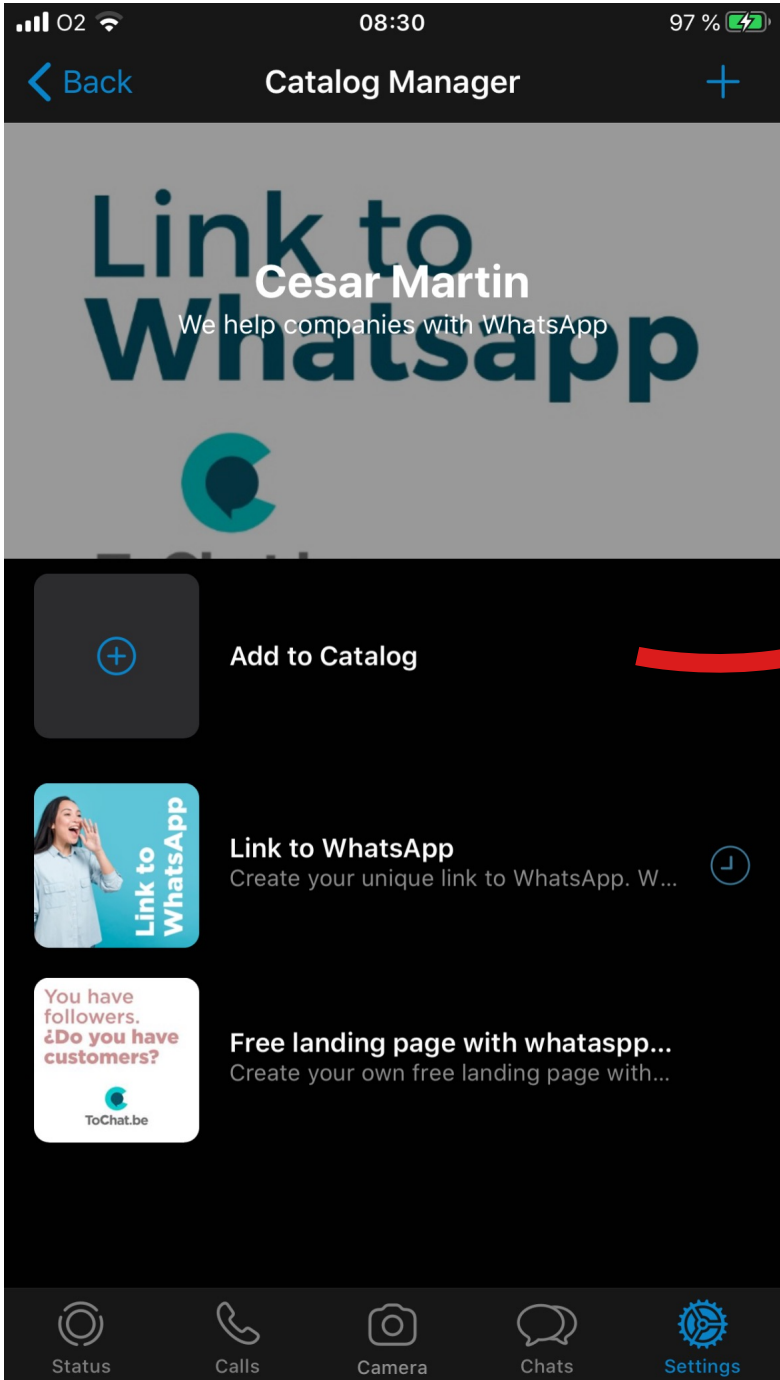 O2 08:30 97 %
Back Catalog Manager
Link to
Whatsapp
Cesar Martin
We help companies with WhatsApp
Add to Catalog
Link to
WhatsApp
Link to WhatsApp
Create your unique link to WhatsApp. W...
You have
followers.
¿Do you have
customers?
ToChat.be
Free landing page with whataspp...
Create your own free landing page with...
Status Calls Camera Chats Settings